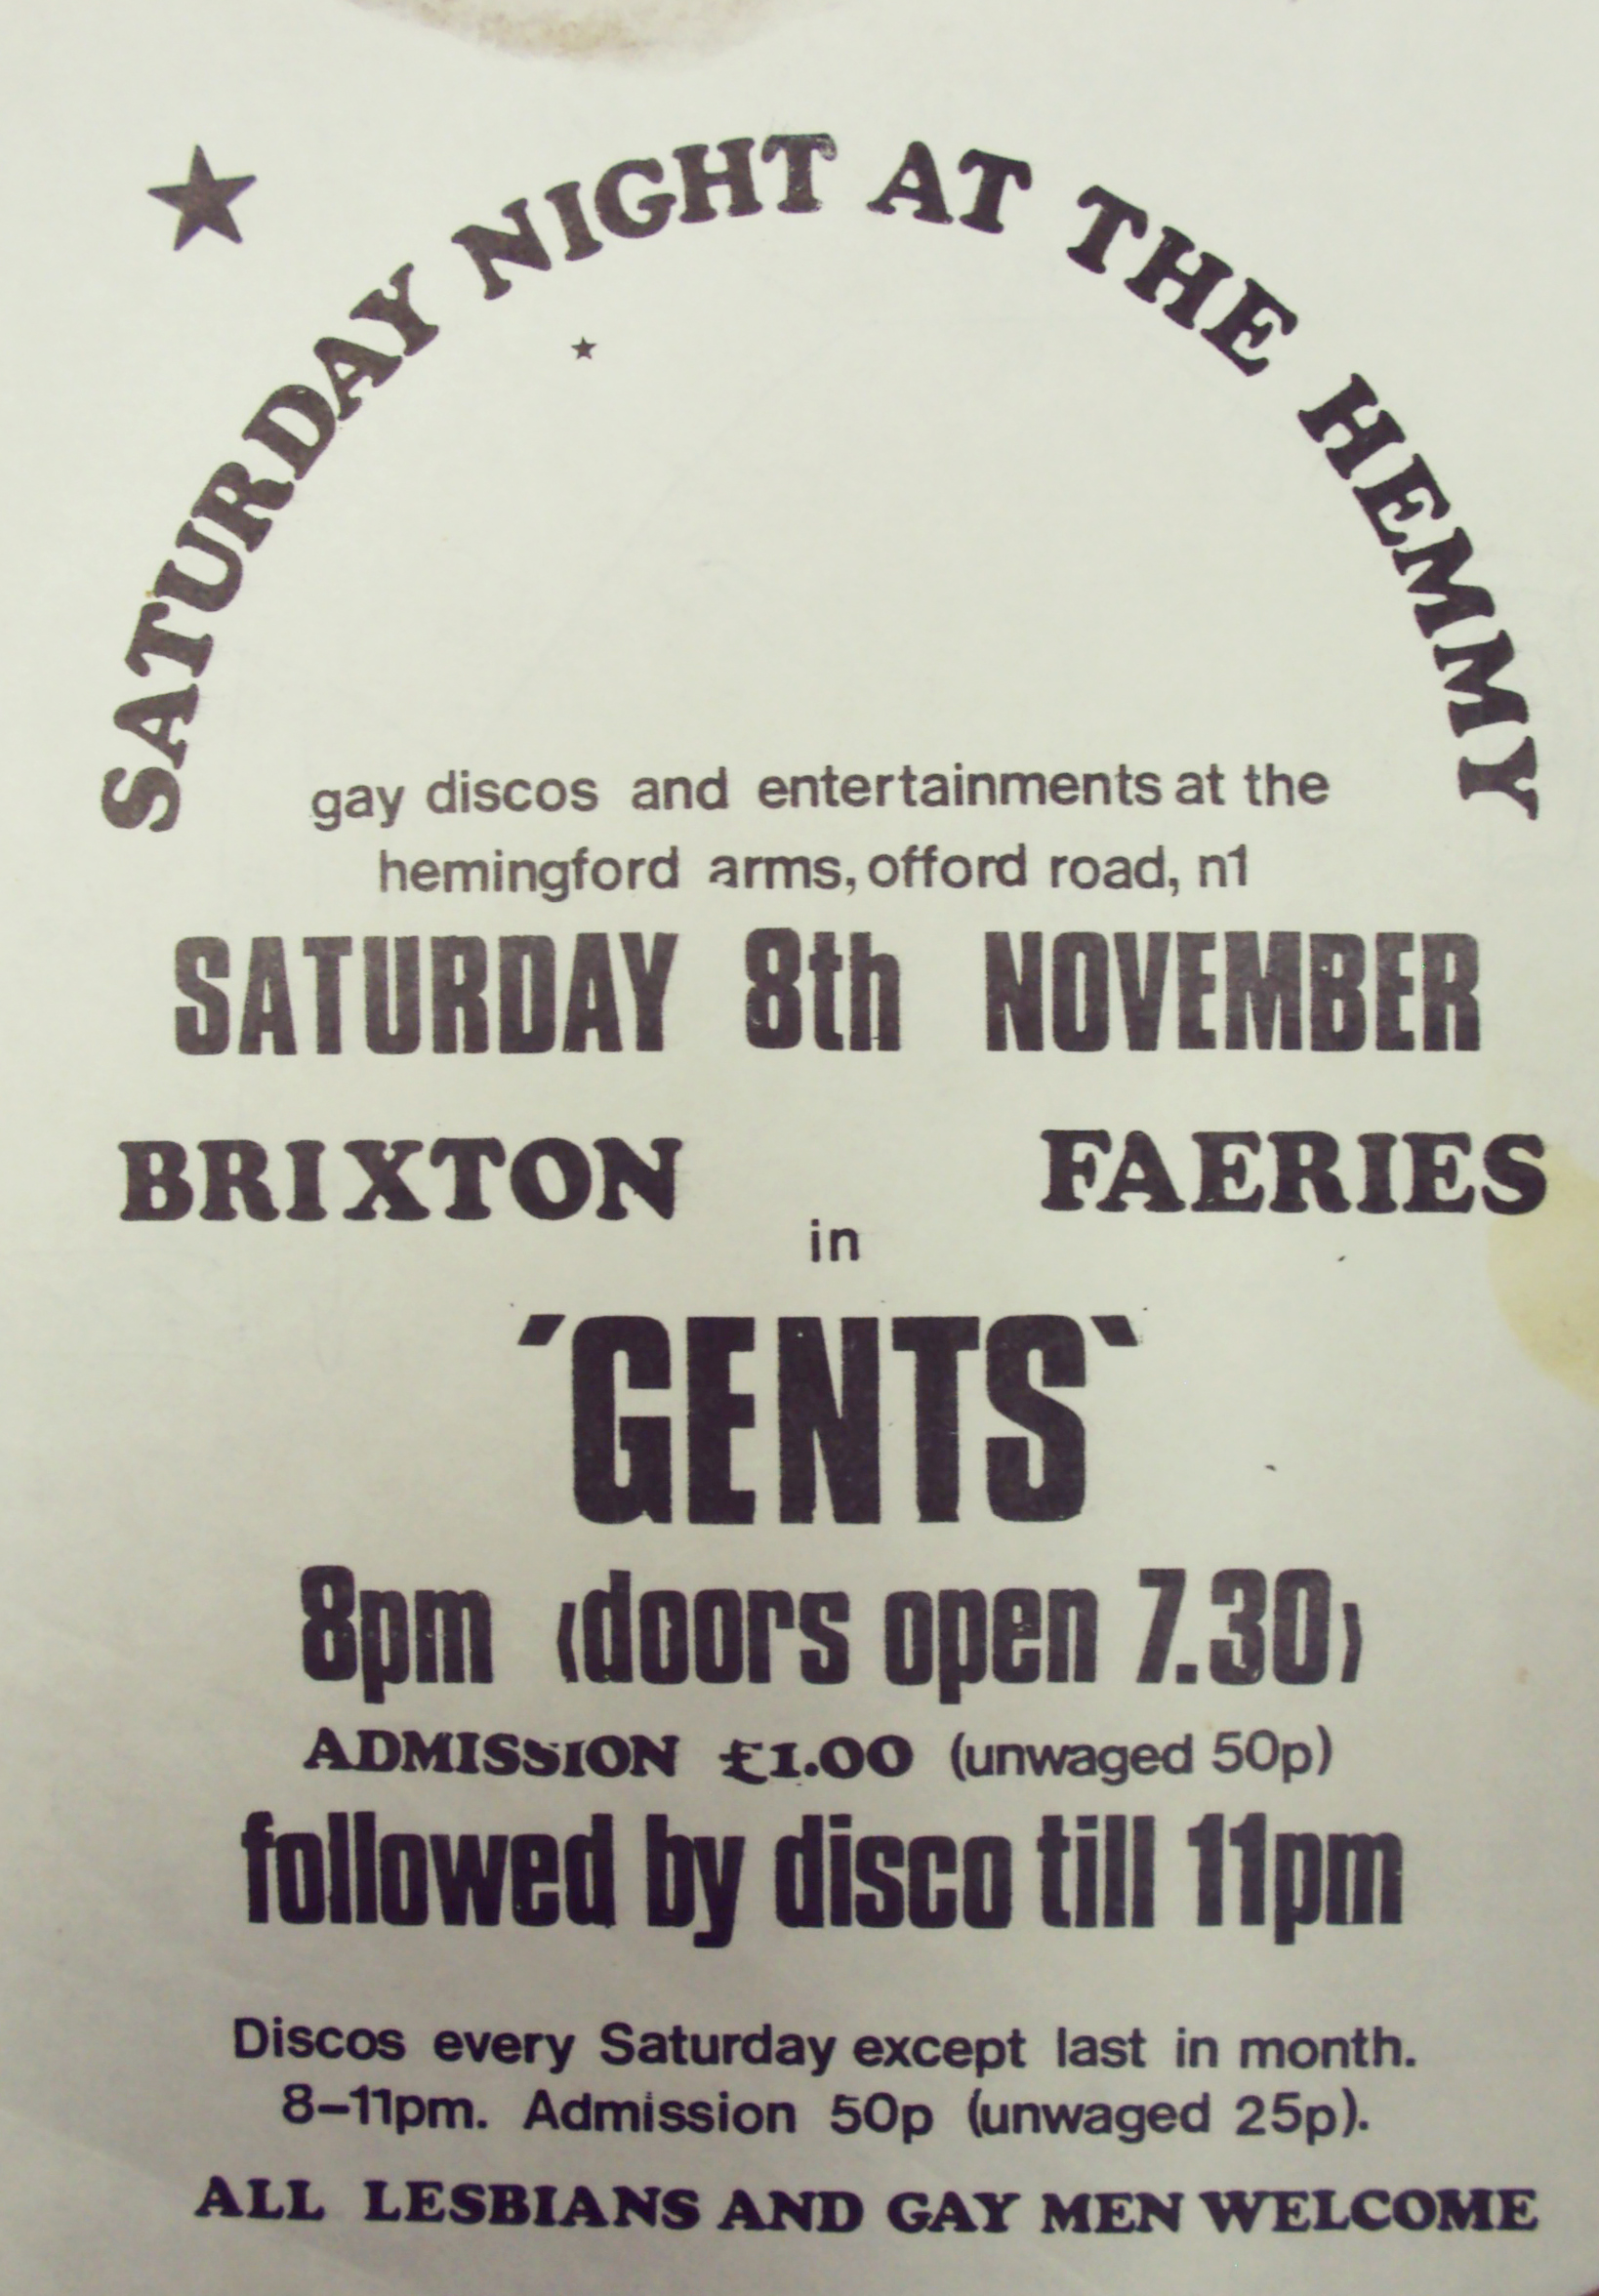 SATURDAY NIGHT AT THE HEMMY
gay discos and entertainments at the
hemingford arms, offord road, n1
SATURDAY 8th NOVEMBER
BRIXTON FAERIES
in
'GENTS'
8pm (doors open 7.30)
ADMISSION £1.00 (unwaged 50p)
followed by disco till 11pm
Discos every Saturday except last in month.
8-11pm. Admission 50p (unwaged 25p).
ALL LESBIANS AND GAY MEN WELCOME